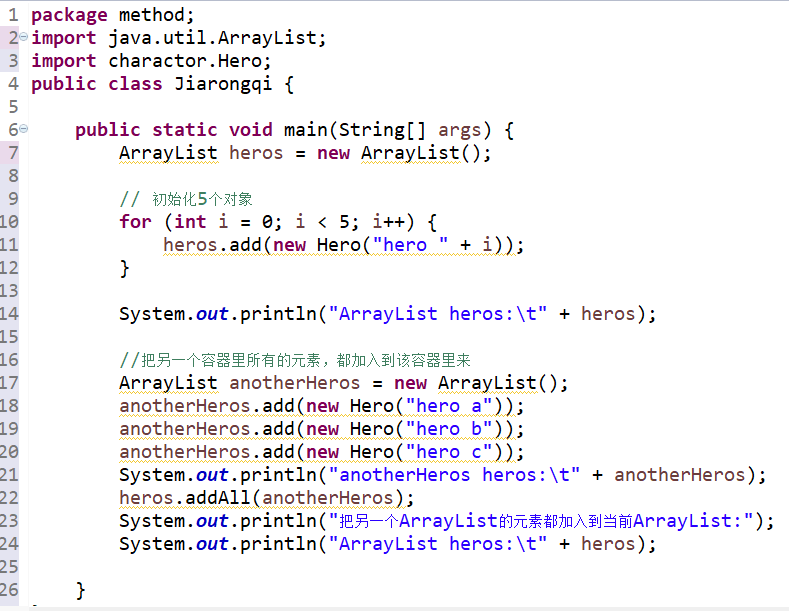 1 package method;
2 import java.util.ArrayList;
3 import charactor.Hero;
4 public class Jiarongqi {
5
6 public static void main(String[] args) {
7 ArrayList heros = new ArrayList();
8
9 // 初始化5个对象
10 for (int i = 0; i < 5; i++) {
11 heros.add(new Hero("hero " + i));
12 }
13
14 System.out.println("ArrayList heros:\t" + heros);
15
16 //把另一个容器里所有的元素，都加入到该容器里来
17 ArrayList anotherHeros = new ArrayList();
18 anotherHeros.add(new Hero("hero a"));
19 anotherHeros.add(new Hero("hero b"));
20 anotherHeros.add(new Hero("hero c"));
21 System.out.println("anotherHeros heros:\t" + anotherHeros);
22 heros.addAll(anotherHeros);
23 System.out.println("把另一个ArrayList的元素都加入到当前ArrayList:");
24 System.out.println("ArrayList heros:\t" + heros);
25
26 }